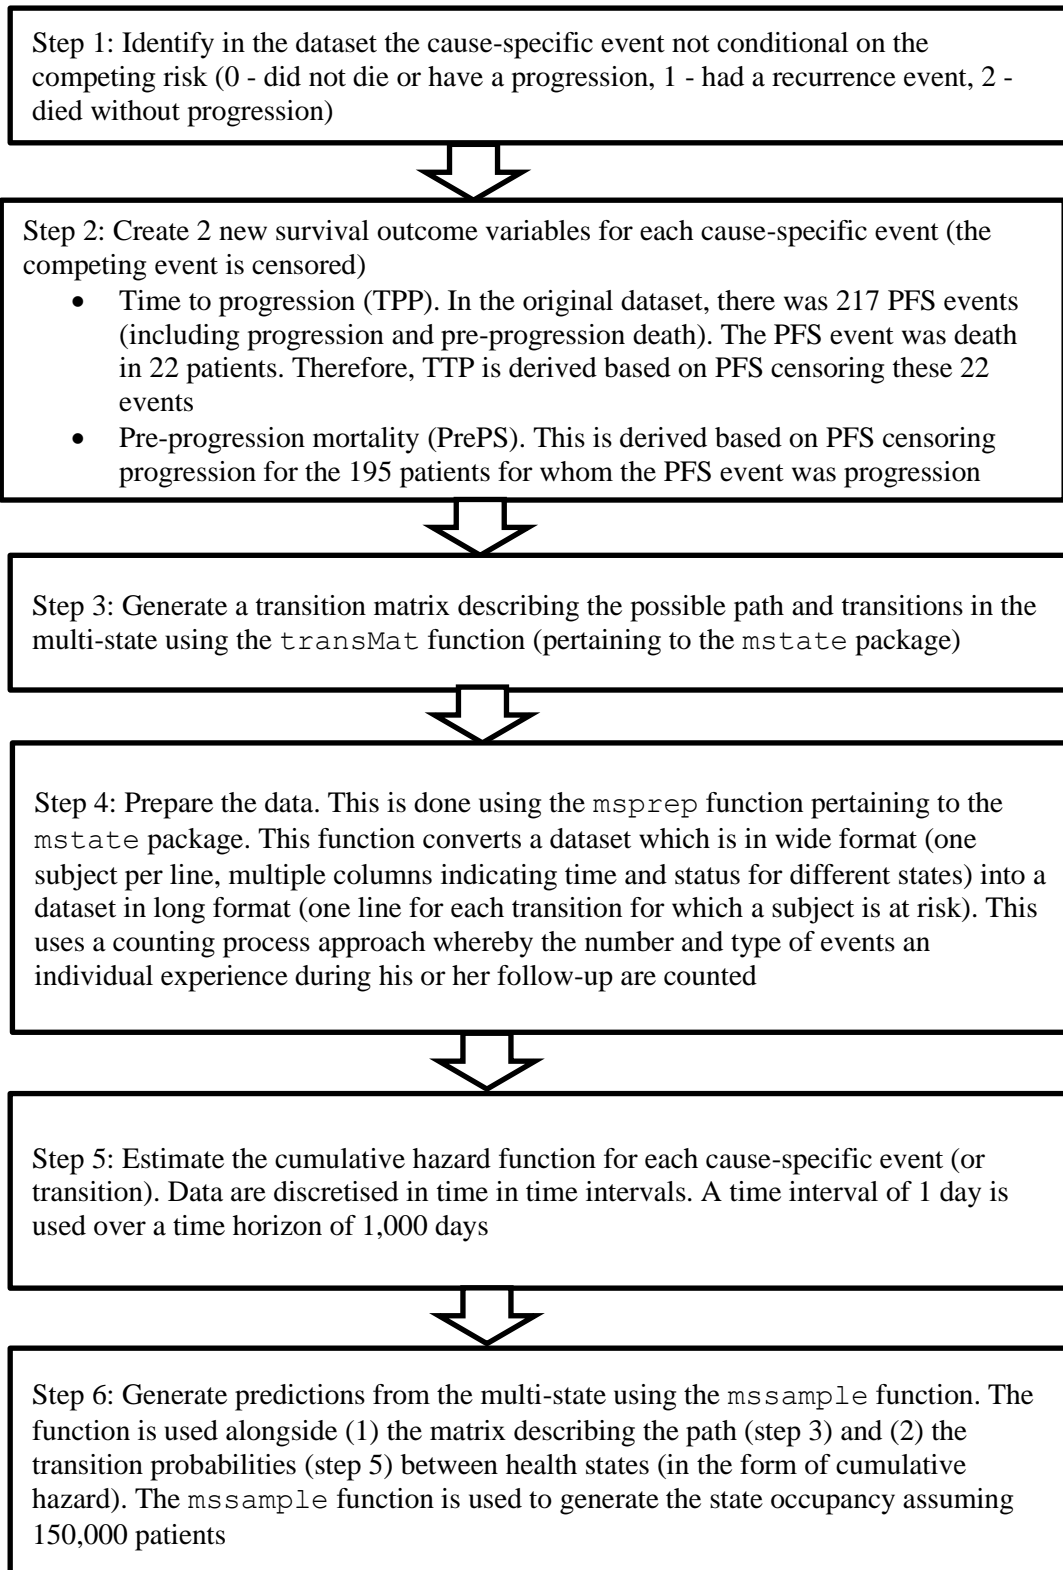 Step 1: Identify in the dataset the cause-specific event not conditional on the
competing risk (0 - did not die or have a progression, 1 - had a recurrence event, 2 -
died without progression)
Step 2: Create 2 new survival outcome variables for each cause-specific event (the
competing event is censored)
• Time to progression (TPP). In the original dataset, there was 217 PFS events
(including progression and pre-progression death). The PFS event was death
in 22 patients. Therefore, TTP is derived based on PFS censoring these 22
events
• Pre-progression mortality (PrePS). This is derived based on PFS censoring
progression for the 195 patients for whom the PFS event was progression
Step 3: Generate a transition matrix describing the possible path and transitions in the
multi-state using the transMat function (pertaining to the mstate package)
Step 4: Prepare the data. This is done using the msprep function pertaining to the
mstate package. This function converts a dataset which is in wide format (one
subject per line, multiple columns indicating time and status for different states) into a
dataset in long format (one line for each transition for which a subject is at risk). This
uses a counting process approach whereby the number and type of events an
individual experience during his or her follow-up are counted
Step 5: Estimate the cumulative hazard function for each cause-specific event (or
transition). Data are discretised in time in time intervals. A time interval of 1 day is
used over a time horizon of 1,000 days
Step 6: Generate predictions from the multi-state using the mssample function. The
function is used alongside (1) the matrix describing the path (step 3) and (2) the
transition probabilities (step 5) between health states (in the form of cumulative
hazard). The mssample function is used to generate the state occupancy assuming
150,000 patients